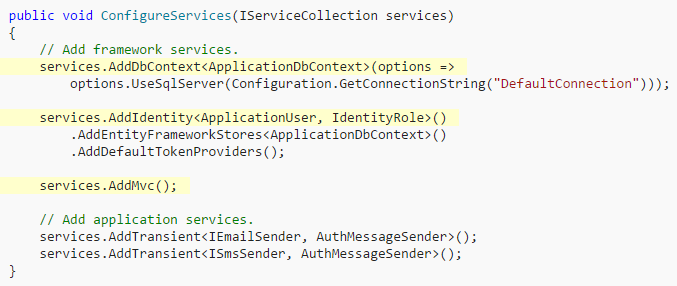 public void ConfigureServices(IServiceCollection services)
{
    // Add framework services.
    services.AddDbContext<ApplicationDbContext>(options =>
        options.UseSqlServer(Configuration.GetConnectionString("DefaultConnection")));

    services.AddIdentity<ApplicationUser, IdentityRole>()
        .AddEntityFrameworkStores<ApplicationDbContext>()
        .AddDefaultTokenProviders();

    services.AddMvc();

    // Add application services.
    services.AddTransient<IEmailSender, AuthMessageSender>();
    services.AddTransient<ISmsSender, AuthMessageSender>();
}